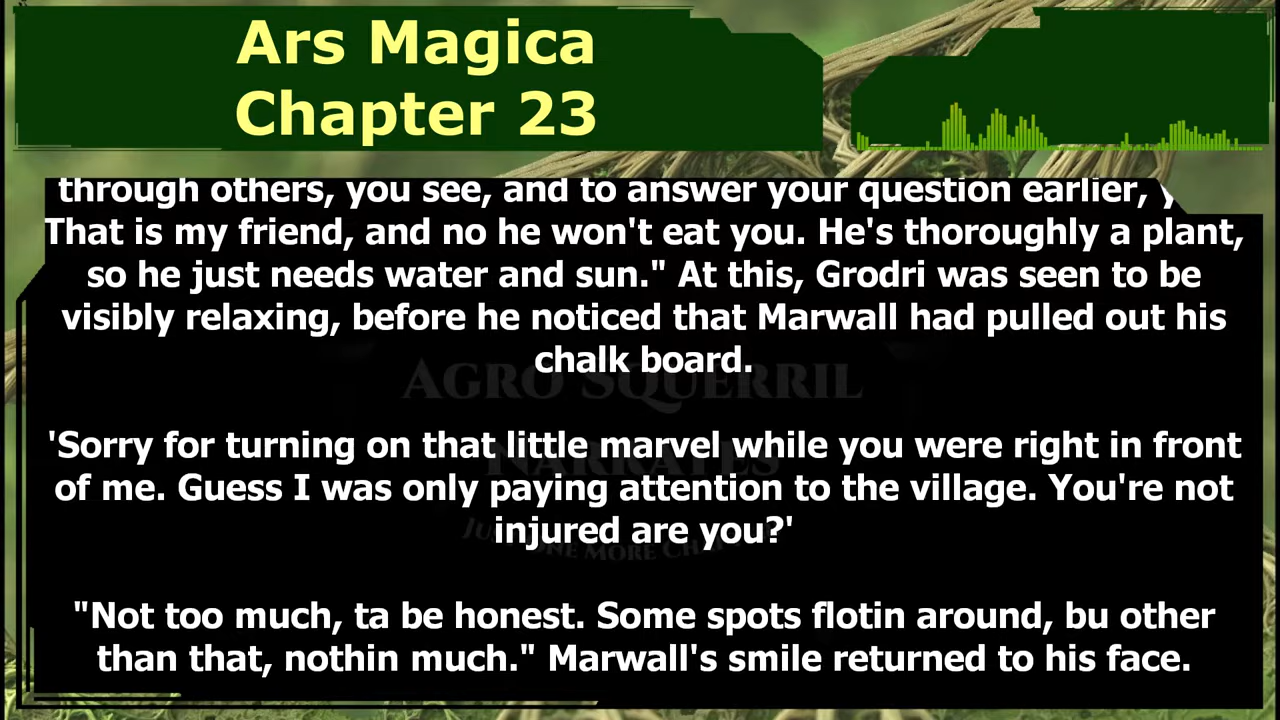 Ars Magica
Chapter 23
through others, you see, and to answer your question earlier,
That is my friend, and no he won't eat you. He's thoroughly a plant,
so he just needs water and sun." At this, Grodri was seen to be
visibly relaxing, before he noticed that Marwall had pulled out his
chalk board.
AGRO SQUERRIL
NARRATES
'Sorry for turning on that little marvel while you were right in front
of me. Guess I was only paying attention to the village. You're not
injured are you?'
"Not too much, ta be honest. Some spots flotin around, bu other
than that, nothin much." Marwall's smile returned to his face.